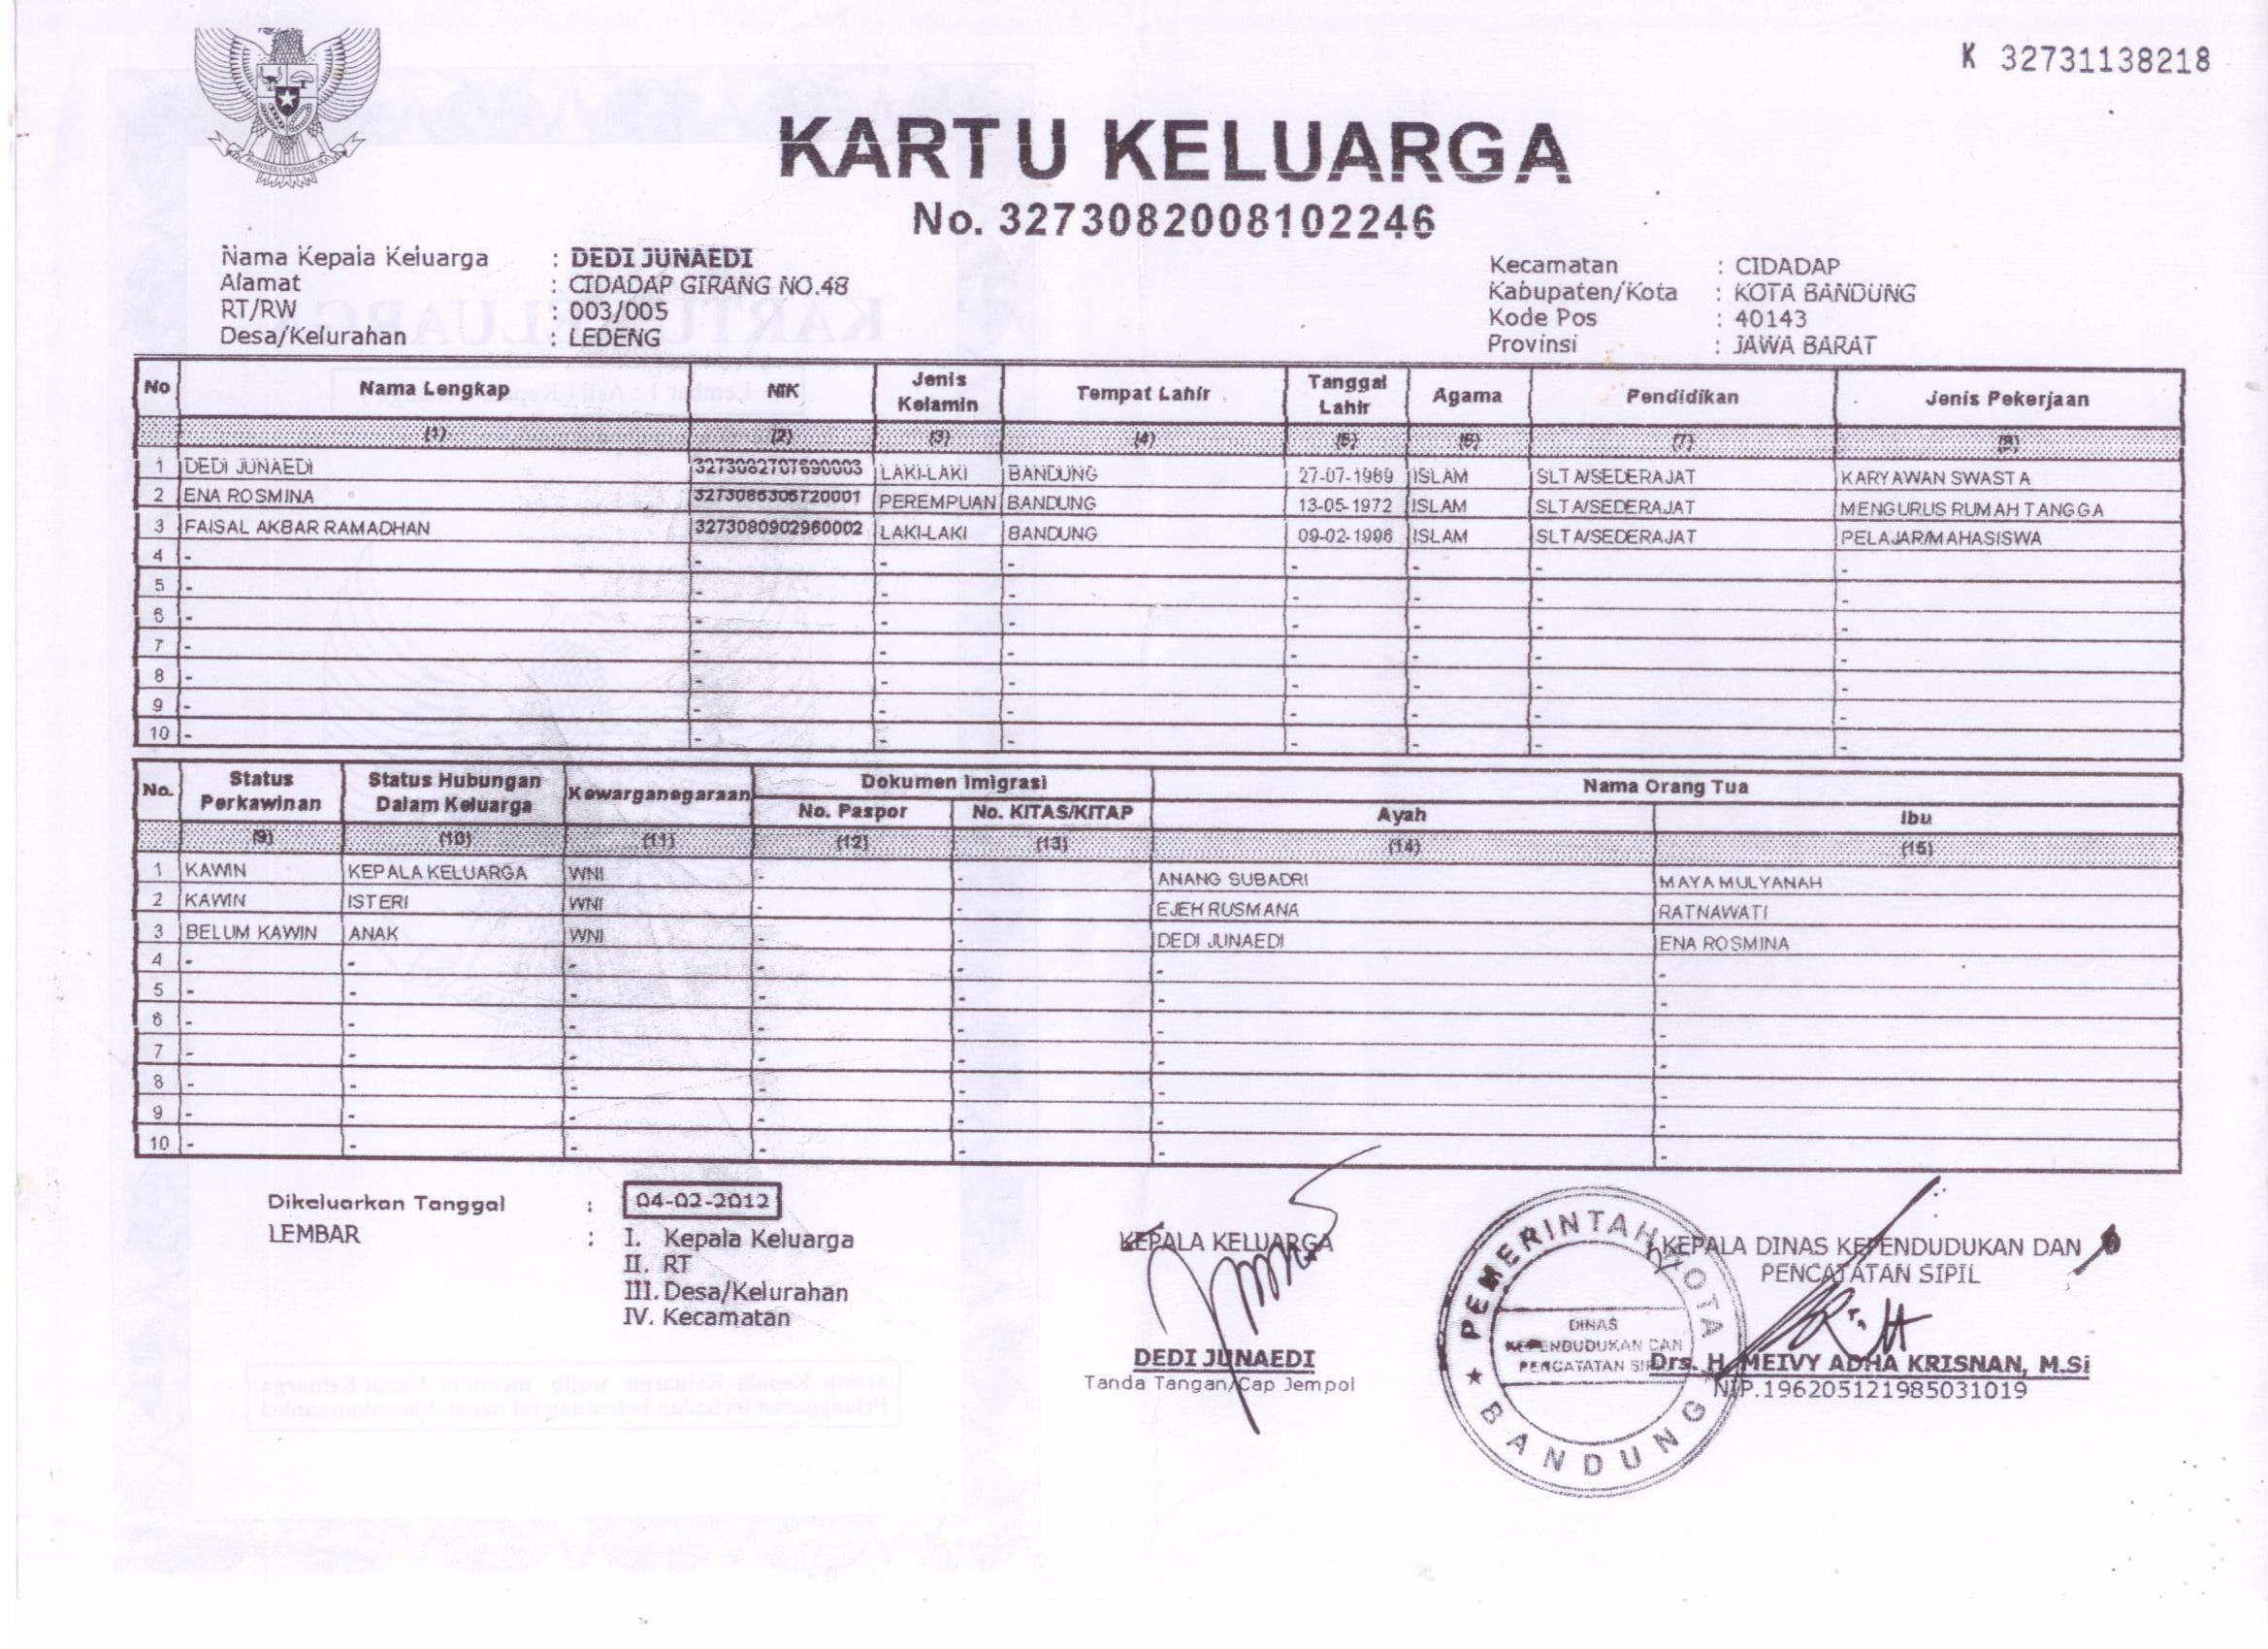 K 32731138218
KARTU KELUARGA
No. 3273082008102246
Nama Kepala Keluarga : DEDI JUNAEDI
Alamat : CIDADAP GIRANG NO.48
RT/RW : 003/005
Desa/Kelurahan : LEDENG
Kecamatan : CIDADAP
Kabupaten/Kota : KOTA BANDUNG
Kode Pos : 40143
Provinsi : JAWA BARAT
No Nama Lengkap NIK Jenis Kelamin Tempat Lahir Tanggal Lahir Agama Pendidikan Jenis Pekerjaan
(1) (2) (3) (4) (5) (6) (7) (8)
1 DEDI JUNAEDI 3273082707690003 LAKI-LAKI BANDUNG 27-07-1969 ISLAM SLTA/SEDERAJAT KARYAWAN SWASTA
2 ENA ROSMINA 3273085305720001 PEREMPUAN BANDUNG 13-05-1972 ISLAM SLTA/SEDERAJAT MENGURUS RUMAH TANGGA
3 FAISAL AKBAR RAMADHAN 3273080902960002 LAKI-LAKI BANDUNG 09-02-1996 ISLAM SLTA/SEDERAJAT PELAJAR/MAHASISWA
4 - - - - - - - -
5 - - - - - - - -
6 - - - - - - - -
7 - - - - - - - -
8 - - - - - - - -
9 - - - - - - - -
10 - - - - - - - -
No. Status Perkawinan Status Hubungan Dalam Keluarga Kewarganegaraan Dokumen Imigrasi Nama Orang Tua
No. Paspor No. KITAS/KITAP Ayah Ibu
(9) (10) (11) (12) (13) (14) (15)
1 KAWIN KEPALA KELUARGA WNI - - ANANG SUBADRI MAYA MULYANAH
2 KAWIN ISTERI WNI - - EJEH RUSMANA RATNAWATI
3 BELUM KAWIN ANAK WNI - - DEDI JUNAEDI ENA ROSMINA
4 - - - - - - -
5 - - - - - - -
6 - - - - - - -
7 - - - - - - -
8 - - - - - - -
9 - - - - - - -
10 - - - - - - -
Dikeluarkan Tanggal : 04-02-2012
LEMBAR : I. Kepala Keluarga
II. RT
III. Desa/Kelurahan
IV. Kecamatan
KEPALA KELUARGA
DEDI JUNAEDI
Tanda Tangan/Cap Jempol
PEMERINTAH KOTA
DINAS
KEPENDUDUKAN DAN
PENCATATAN SIPIL
BANDUNG
KEPALA DINAS KEPENDUDUKAN DAN
PENCATATAN SIPIL
Drs. H. MEIVY ADHA KRISNAN, M.Si
NIP.196205121985031019